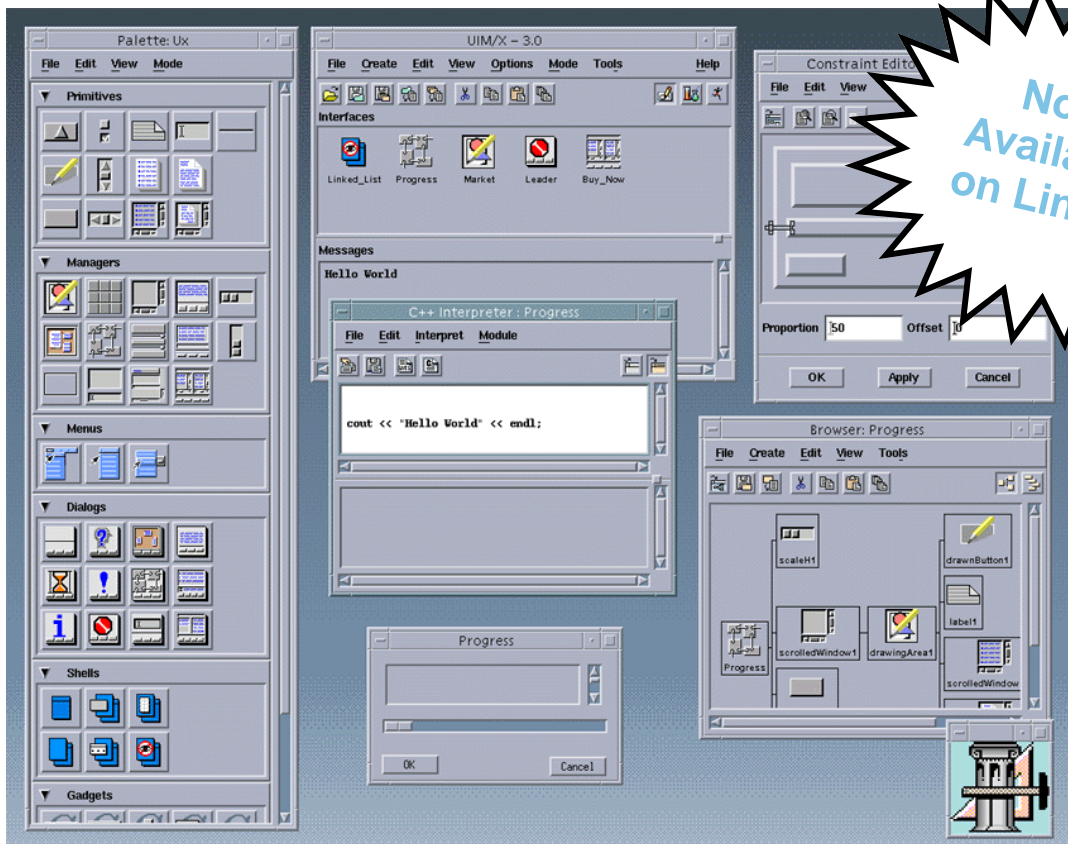 Palette: Ux
File Edit View Mode
Primitives
Managers
Menus
Dialogs
Shells
Gadgets
UIM/X – 3.0
File Create Edit View Options Mode Tools Help
Interfaces
Linked_List Progress Market Leader Buy_Now
Messages
Hello World
C++ Interpreter : Progress
File Edit Interpret Module
cout << "Hello World" << endl;
Progress
OK Cancel
Constraint Edito
File Edit View
Proportion 50 Offset 0
OK Apply Cancel
Browser: Progress
File Create Edit View Tools
scaleH1
drawnButton1
label1
Progress scrolledWindow1 drawingArea1
scrolledWindow
No
Availa
on Lin